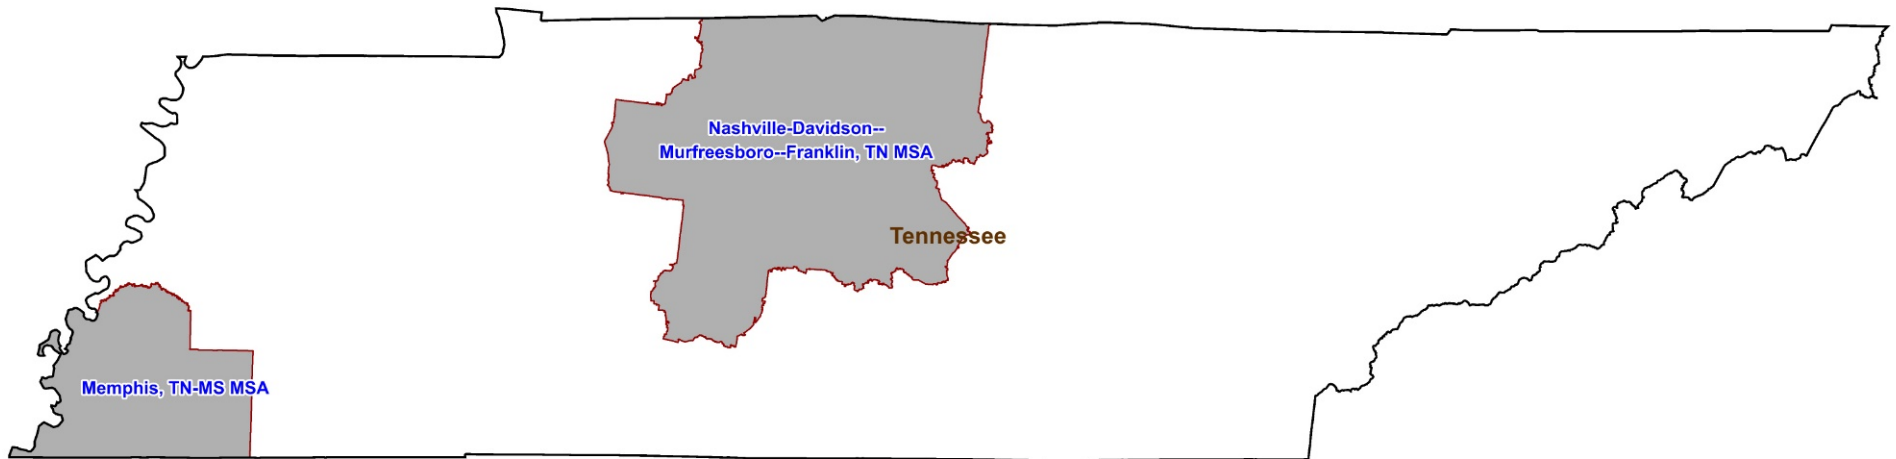 Nashville-Davidson--
Murfreesboro--Franklin, TN MSA
Tennessee
Memphis, TN-MS MSA